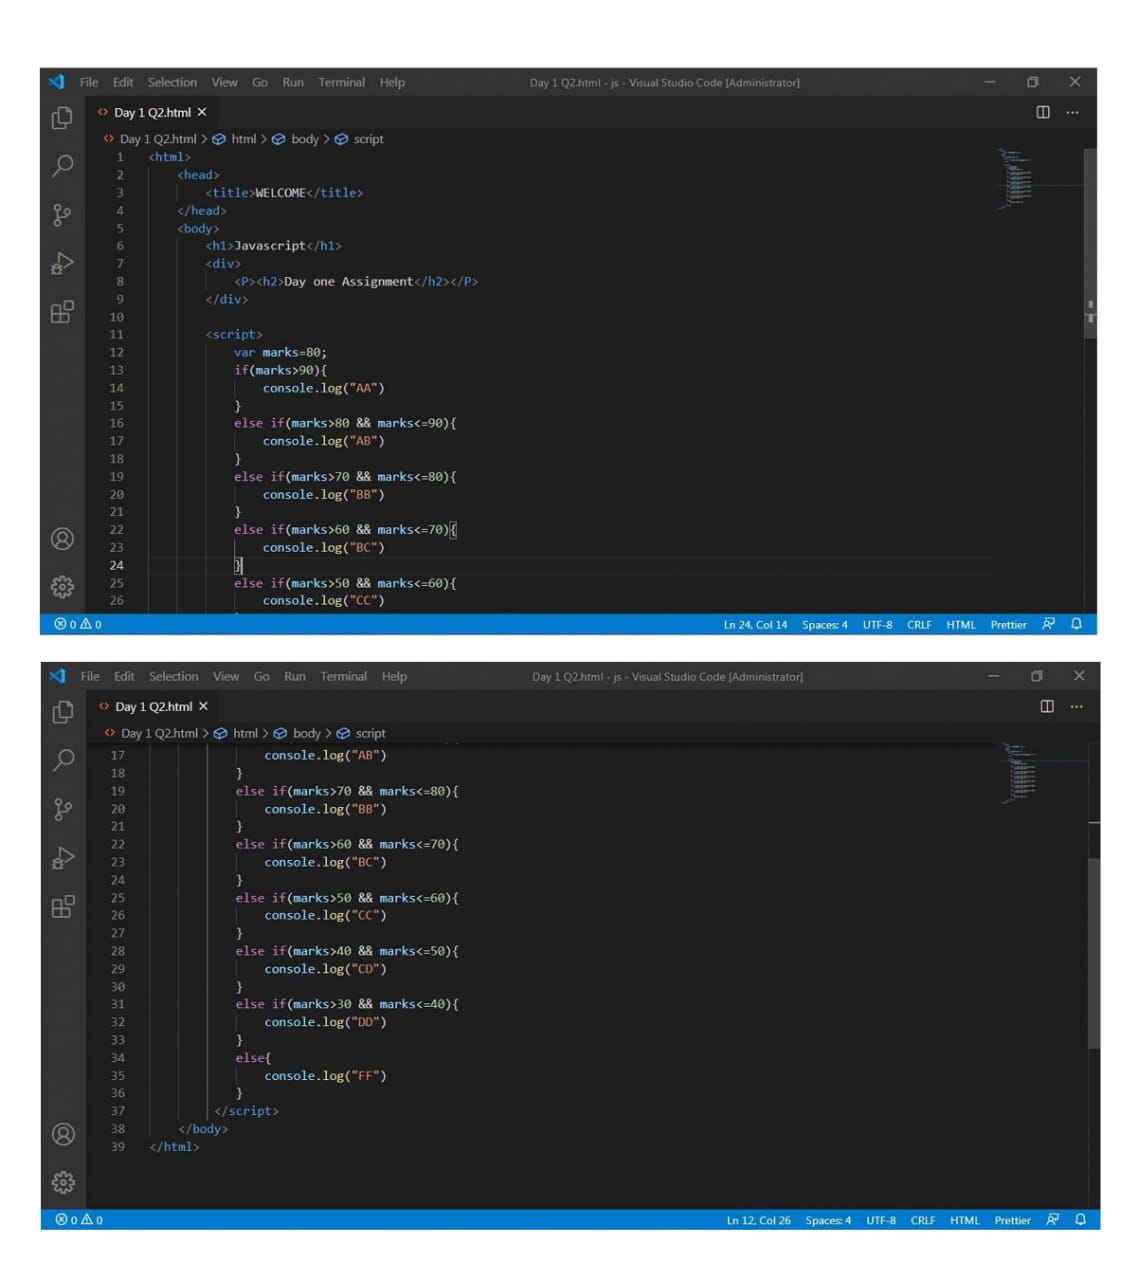 File Edit Selection View Go Run Terminal Help Day 1 Q2.html - js - Visual Studio Code [Administrator]
Day 1 Q2.html
Day 1 Q2.html > html > body > script
1 <html>
2 <head>
3 <title>WELCOME</title>
4 </head>
5 <body>
6 <h1>Javascript</h1>
7 <div>
8 <P><h2>Day one Assignment</h2></P>
9 </div>
10
11 <script>
12 var marks=80;
13 if(marks>90){
14 console.log("AA")
15 }
16 else if(marks>80 && marks<=90){
17 console.log("AB")
18 }
19 else if(marks>70 && marks<=80){
20 console.log("BB")
21 }
22 else if(marks>60 && marks<=70){
23 console.log("BC")
24 }
25 else if(marks>50 && marks<=60){
26 console.log("CC")
0 0 Ln 24, Col 14 Spaces: 4 UTF-8 CRLF HTML Prettier
File Edit Selection View Go Run Terminal Help Day 1 Q2.html - js - Visual Studio Code [Administrator]
Day 1 Q2.html
Day 1 Q2.html > html > body > script
17 console.log("AB")
18 }
19 else if(marks>70 && marks<=80){
20 console.log("BB")
21 }
22 else if(marks>60 && marks<=70){
23 console.log("BC")
24 }
25 else if(marks>50 && marks<=60){
26 console.log("CC")
27 }
28 else if(marks>40 && marks<=50){
29 console.log("CD")
30 }
31 else if(marks>30 && marks<=40){
32 console.log("DD")
33 }
34 else{
35 console.log("FF")
36 }
37 </script>
38 </body>
39 </html>
0 0 Ln 12, Col 26 Spaces: 4 UTF-8 CRLF HTML Prettier